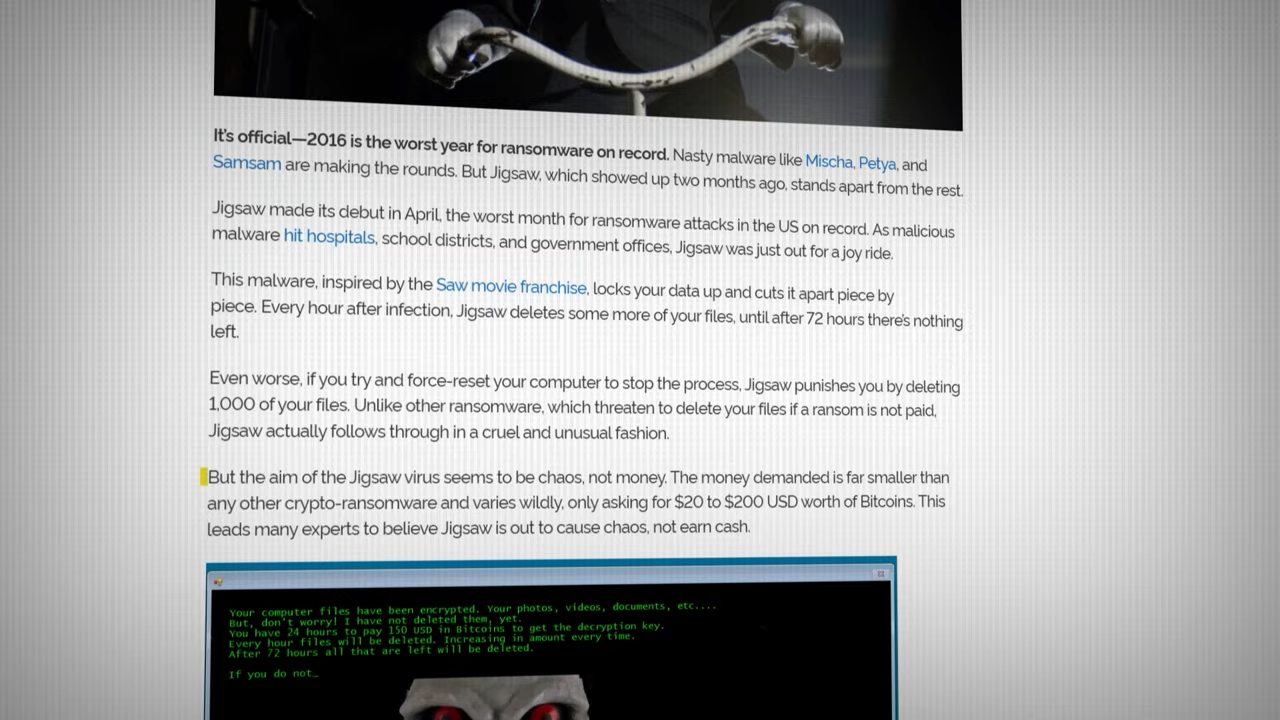 It's official—2016 is the worst year for ransomware on record. Nasty malware like Mischa, Petya, and
Samsam are making the rounds. But Jigsaw, which showed up two months ago, stands apart from the rest.
Jigsaw made its debut in April, the worst month for ransomware attacks in the US on record. As malicious
malware hit hospitals, school districts, and government offices, Jigsaw was just out for a joy ride.
This malware, inspired by the Saw movie franchise, locks your data up and cuts it apart piece by
piece. Every hour after infection, Jigsaw deletes some more of your files, until after 72 hours there's nothing
left.
Even worse, if you try and force-reset your computer to stop the process, Jigsaw punishes you by deleting
1,000 of your files. Unlike other ransomware, which threaten to delete your files if a ransom is not paid,
Jigsaw actually follows through in a cruel and unusual fashion.
But the aim of the Jigsaw virus seems to be chaos, not money. The money demanded is far smaller than
any other crypto-ransomware and varies wildly, only asking for $20 to $200 USD worth of Bitcoins. This
leads many experts to believe Jigsaw is out to cause chaos, not earn cash.
Your computer files have been encrypted. Your photos, videos, documents, etc....
But, don't worry! I have not deleted them, yet.
You have 24 hours to pay 150 USD in Bitcoins to get the decryption key.
Every hour files will be deleted. Increasing in amount every time.
After 72 hours all that are left will be deleted.
If you do not_